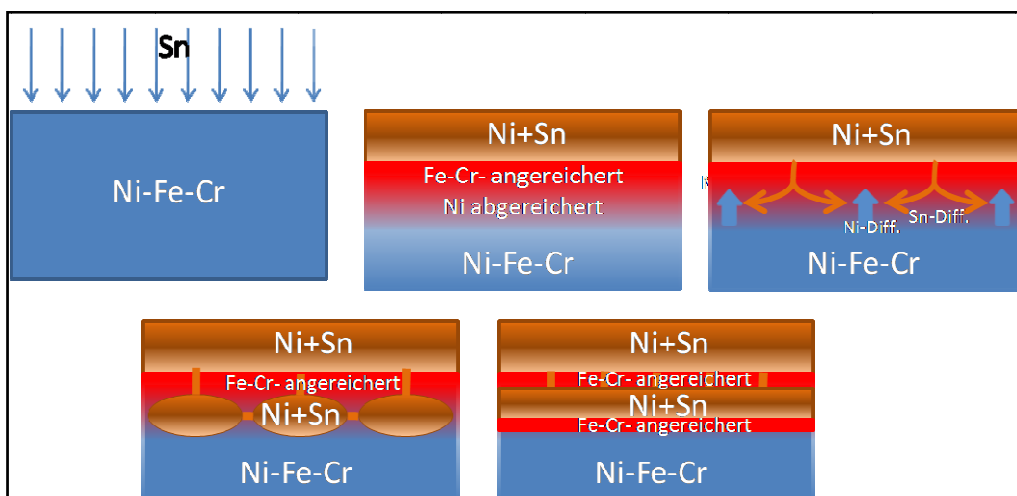 Sn
Ni-Fe-Cr
Ni+Sn
Fe-Cr- angereichert
Ni abgereichert
Ni-Fe-Cr
Ni+Sn
Sn-Diff.
Ni-Diff.
Ni-Fe-Cr
Ni+Sn
Fe-Cr- angereichert
Ni+Sn
Ni-Fe-Cr
Ni+Sn
Fe-Cr- angereichert
Ni+Sn
Fe-Cr- angereichert
Ni-Fe-Cr